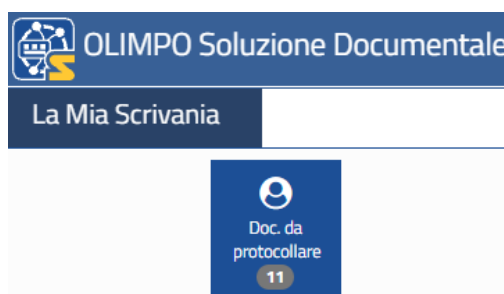 OLIMPO Soluzione Documentale
La Mia Scrivania
Doc. da
protocollare
11